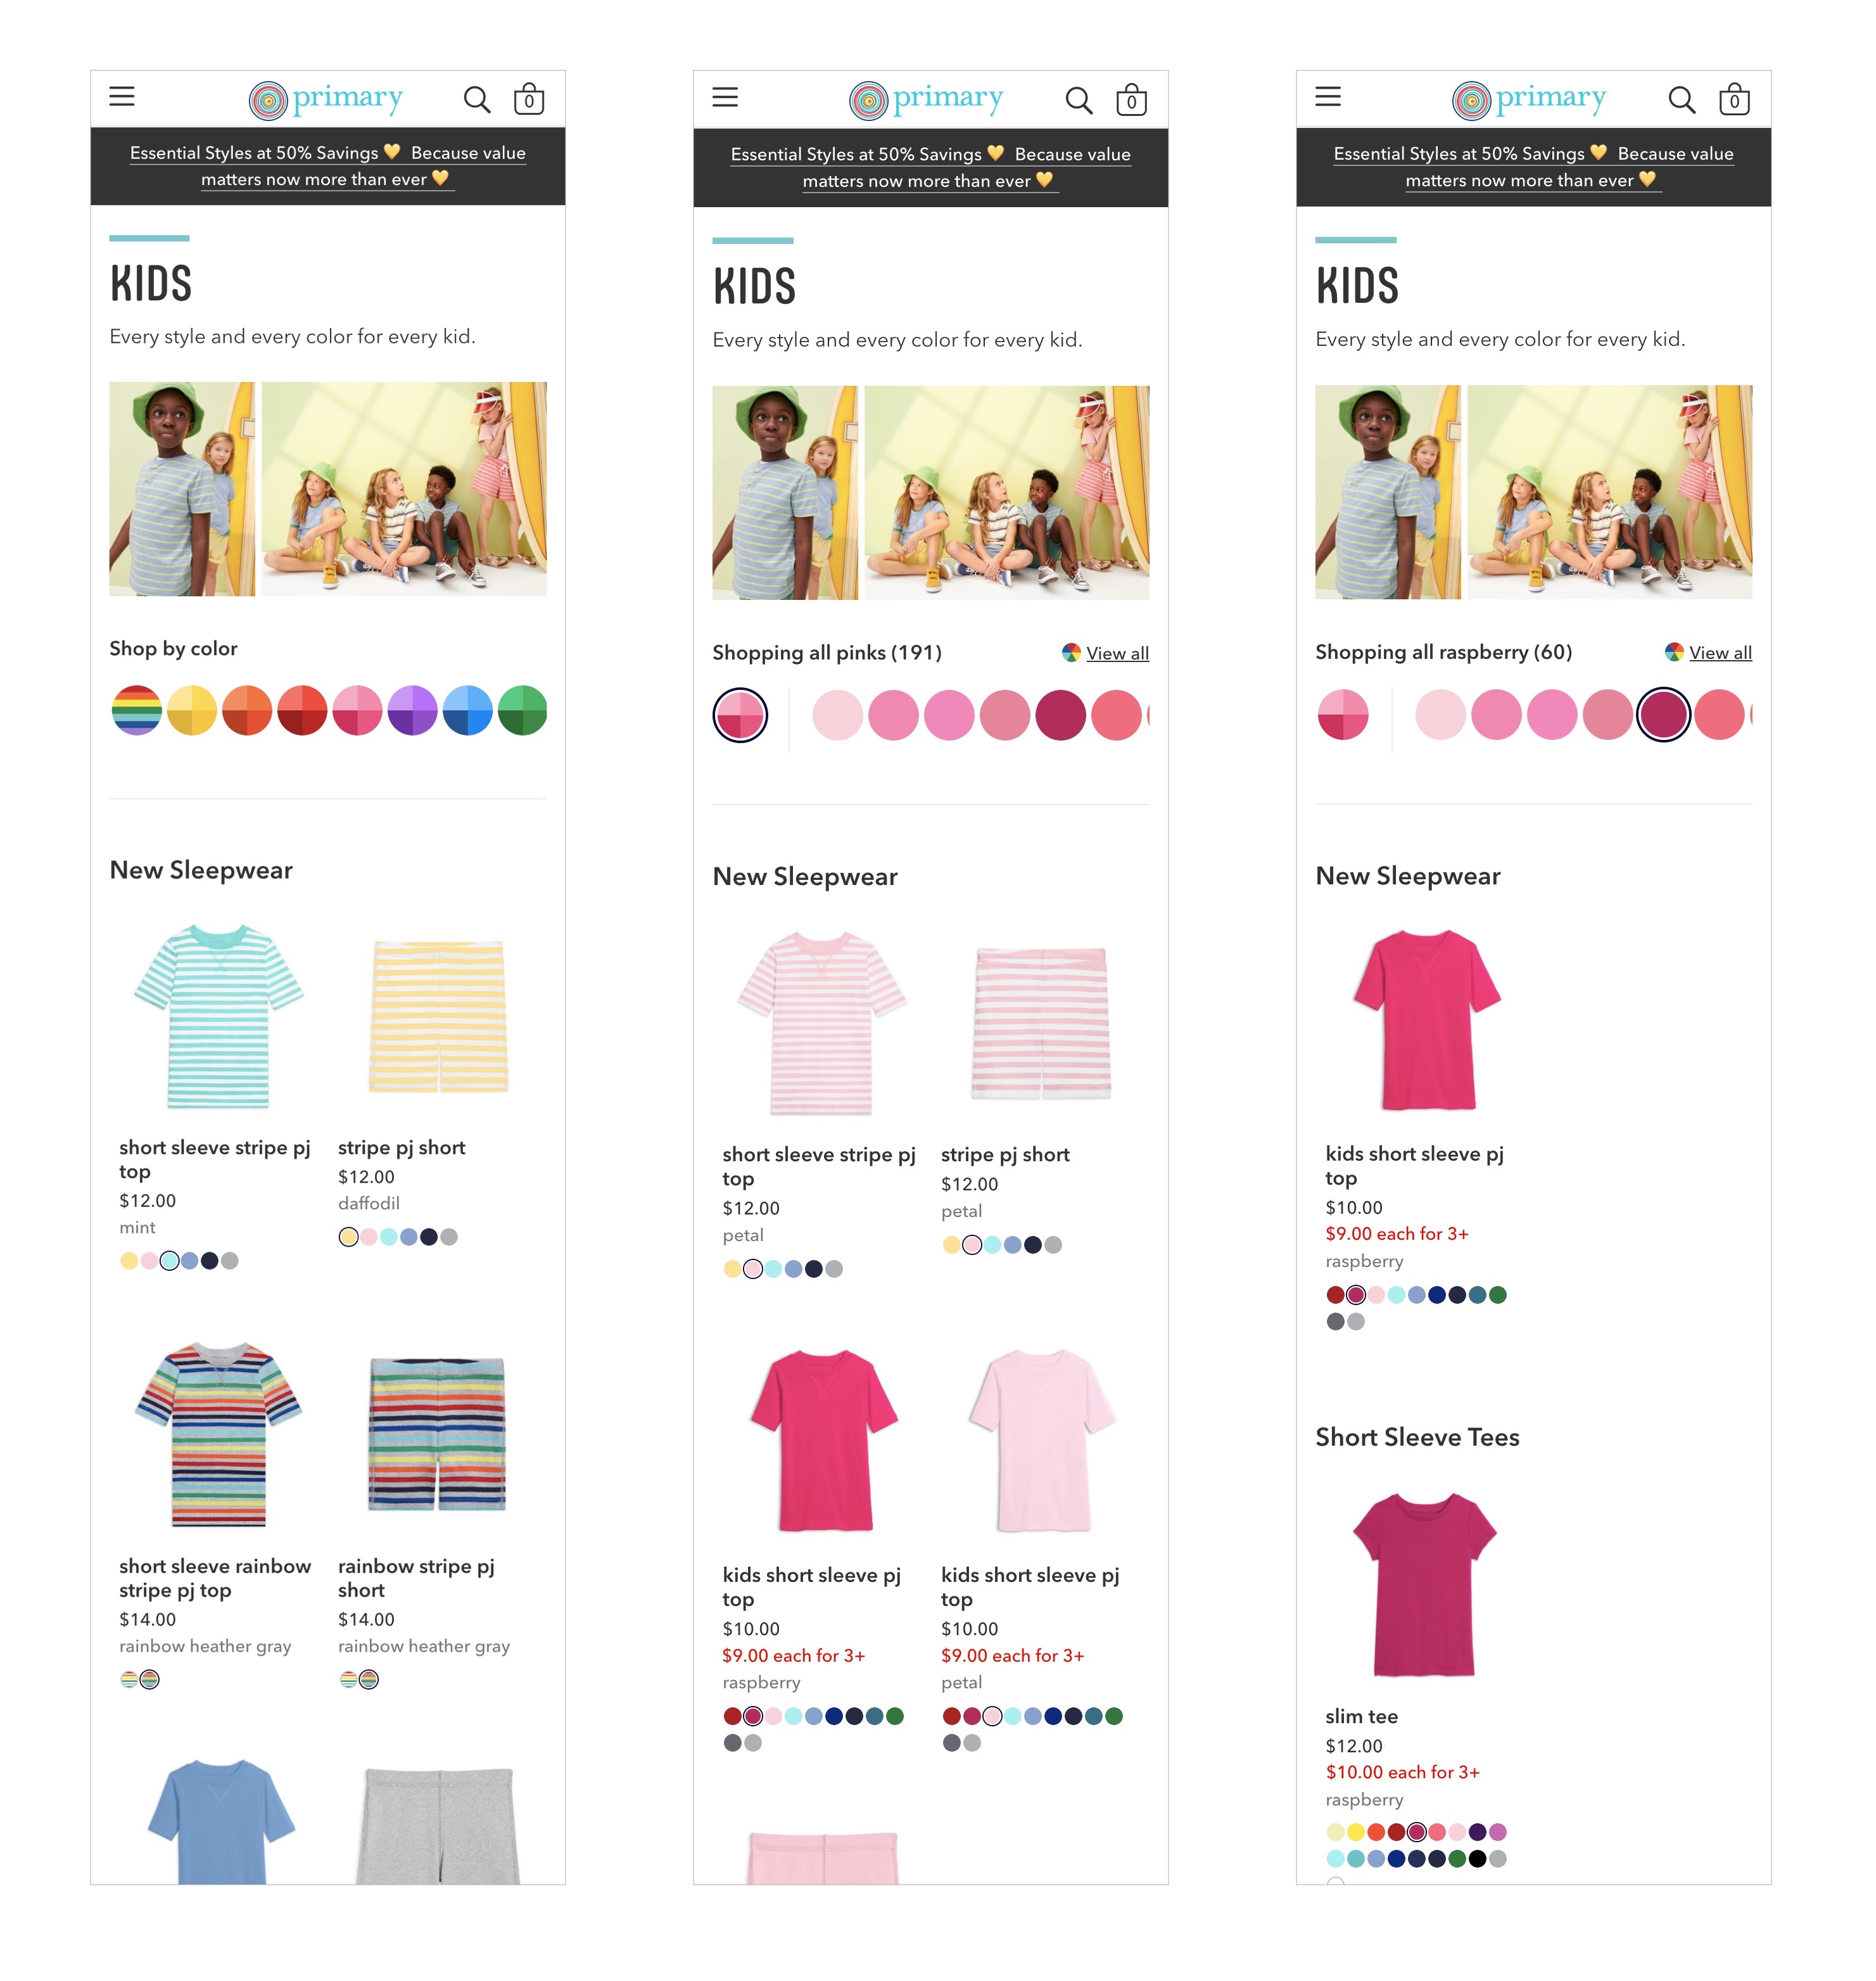 primary
0
Essential Styles at 50% Savings 💛 Because value
matters now more than ever 💛
KIDS
Every style and every color for every kid.
Shop by color
New Sleepwear
short sleeve stripe pj
top
$12.00
mint
stripe pj short
$12.00
daffodil
short sleeve rainbow
stripe pj top
$14.00
rainbow heather gray
rainbow stripe pj
short
$14.00
rainbow heather gray
primary
0
Essential Styles at 50% Savings 💛 Because value
matters now more than ever 💛
KIDS
Every style and every color for every kid.
Shopping all pinks (191)
View all
New Sleepwear
short sleeve stripe pj
top
$12.00
petal
stripe pj short
$12.00
petal
kids short sleeve pj
top
$10.00
$9.00 each for 3+
raspberry
kids short sleeve pj
top
$10.00
$9.00 each for 3+
petal
primary
0
Essential Styles at 50% Savings 💛 Because value
matters now more than ever 💛
KIDS
Every style and every color for every kid.
Shopping all raspberry (60)
View all
New Sleepwear
kids short sleeve pj
top
$10.00
$9.00 each for 3+
raspberry
Short Sleeve Tees
slim tee
$12.00
$10.00 each for 3+
raspberry